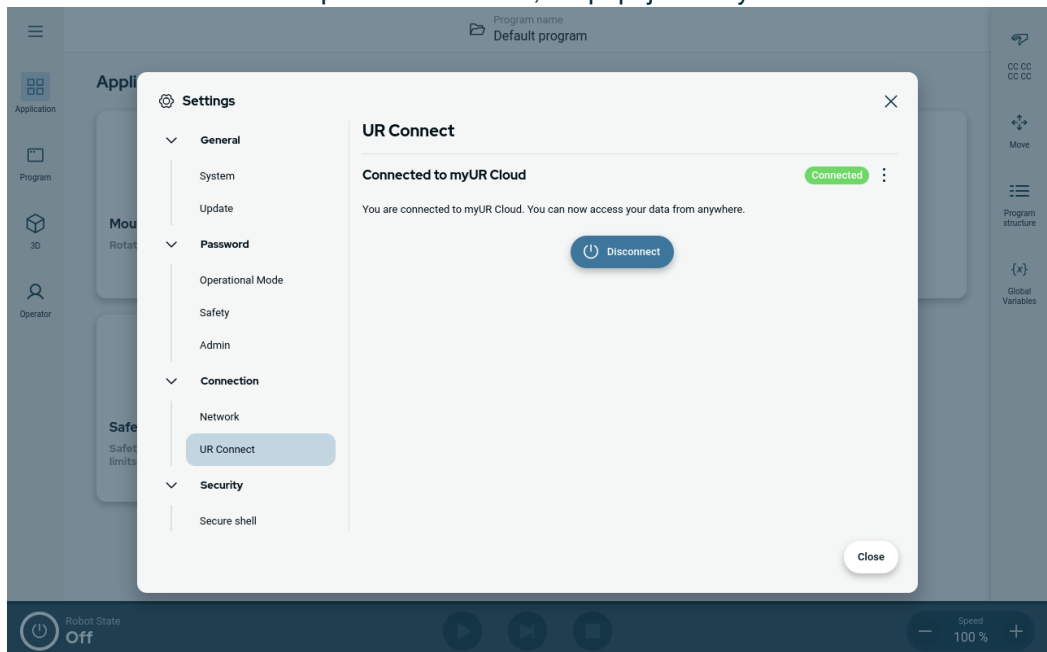 Program name
Default program
Application
Program
3D
Operator
Appli
Mou
Rotat
Safe
Safet
limits
Settings
General
System
Update
Password
Operational Mode
Safety
Admin
Connection
Network
UR Connect
Security
Secure shell
UR Connect
Connected to myUR Cloud
Connected
You are connected to myUR Cloud. You can now access your data from anywhere.
Disconnect
Close
CC CC
CC CC
Move
Program
structure
{x}
Global
Variables
Robot State
Off
Speed
100 %